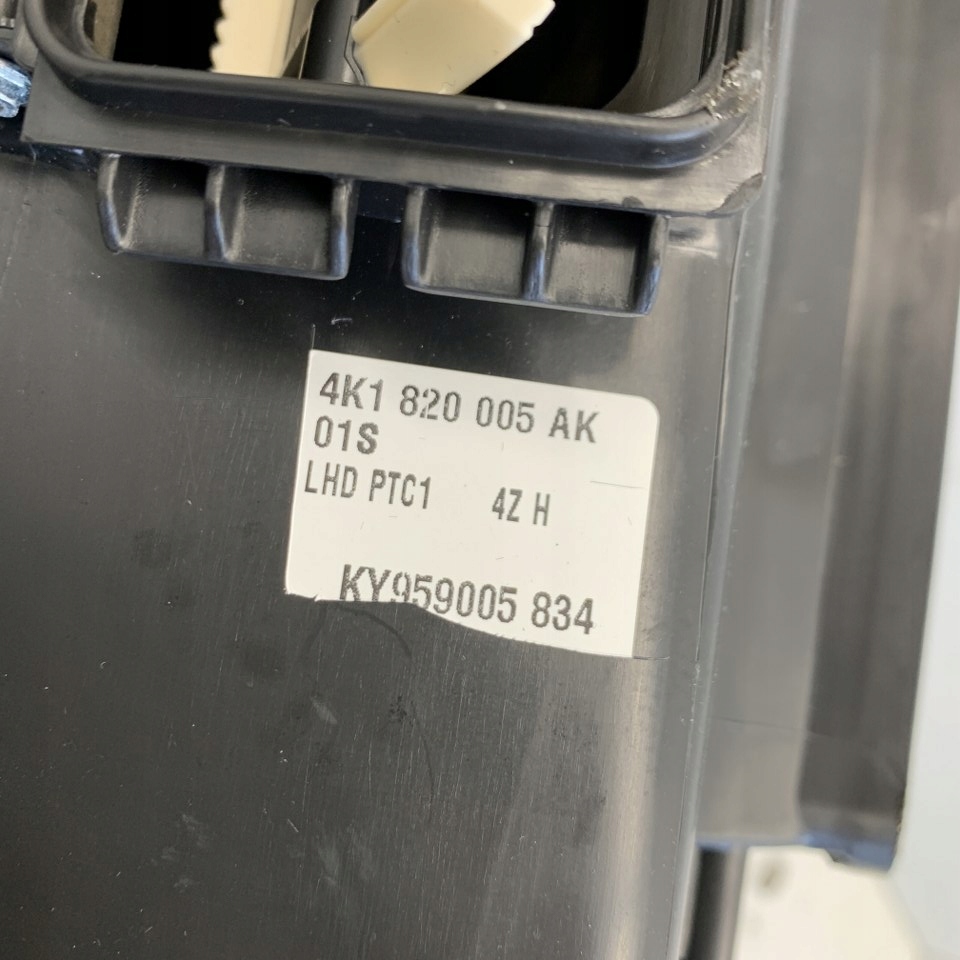 4K1 820 005 AK
01S
LHD PTC1 4Z H
KY959005 834